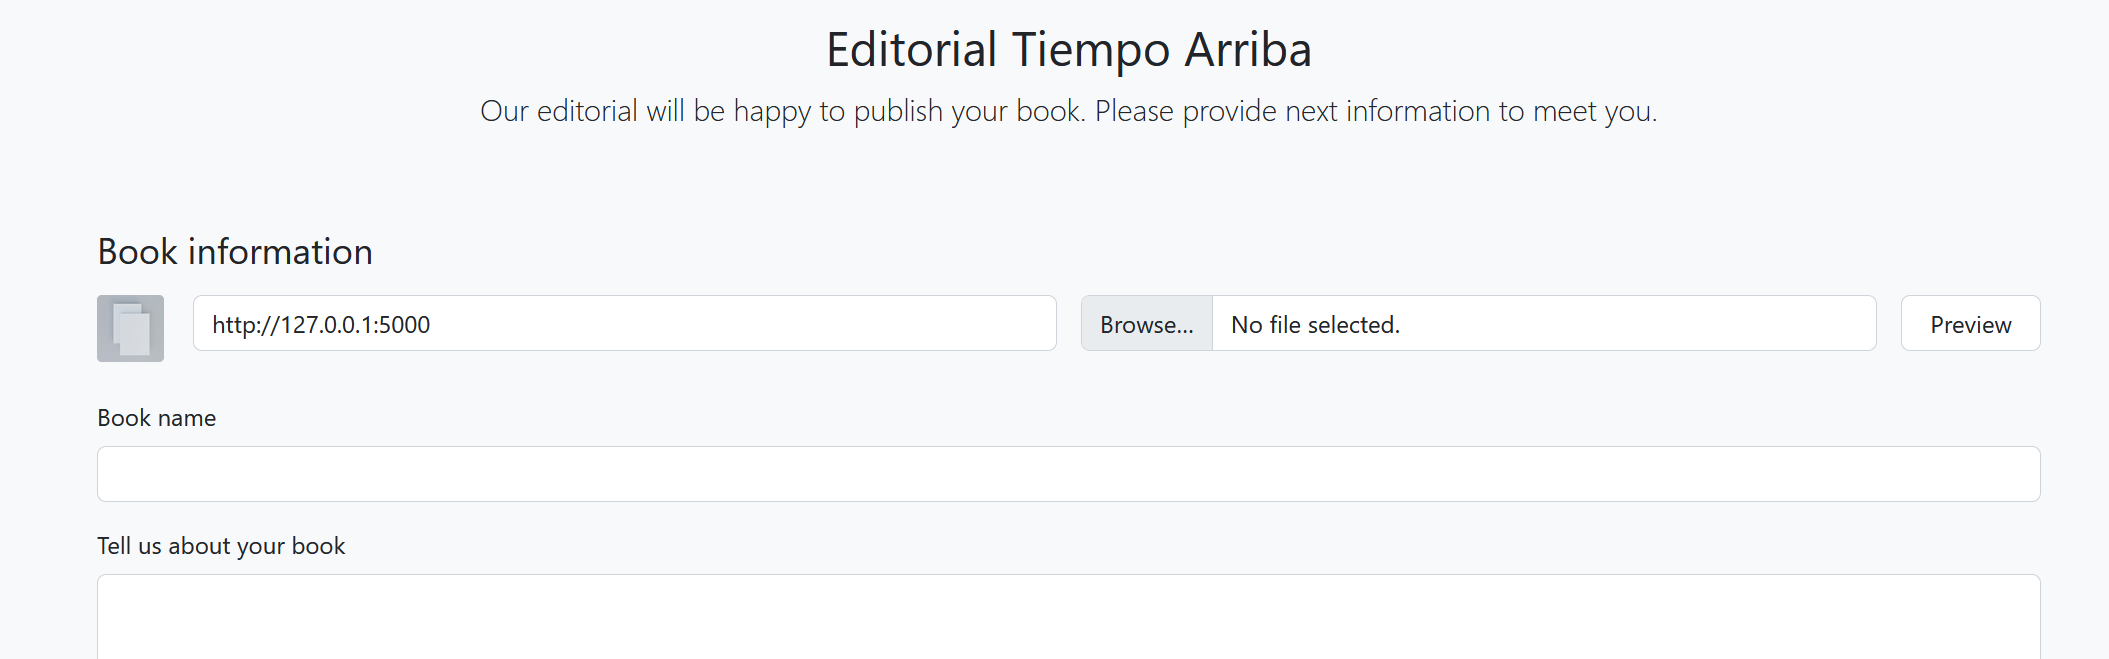 Editorial Tiempo Arriba
Our editorial will be happy to publish your book. Please provide next information to meet you.
Book information
http://127.0.0.1:5000 Browse... No file selected. Preview
Book name
Tell us about your book